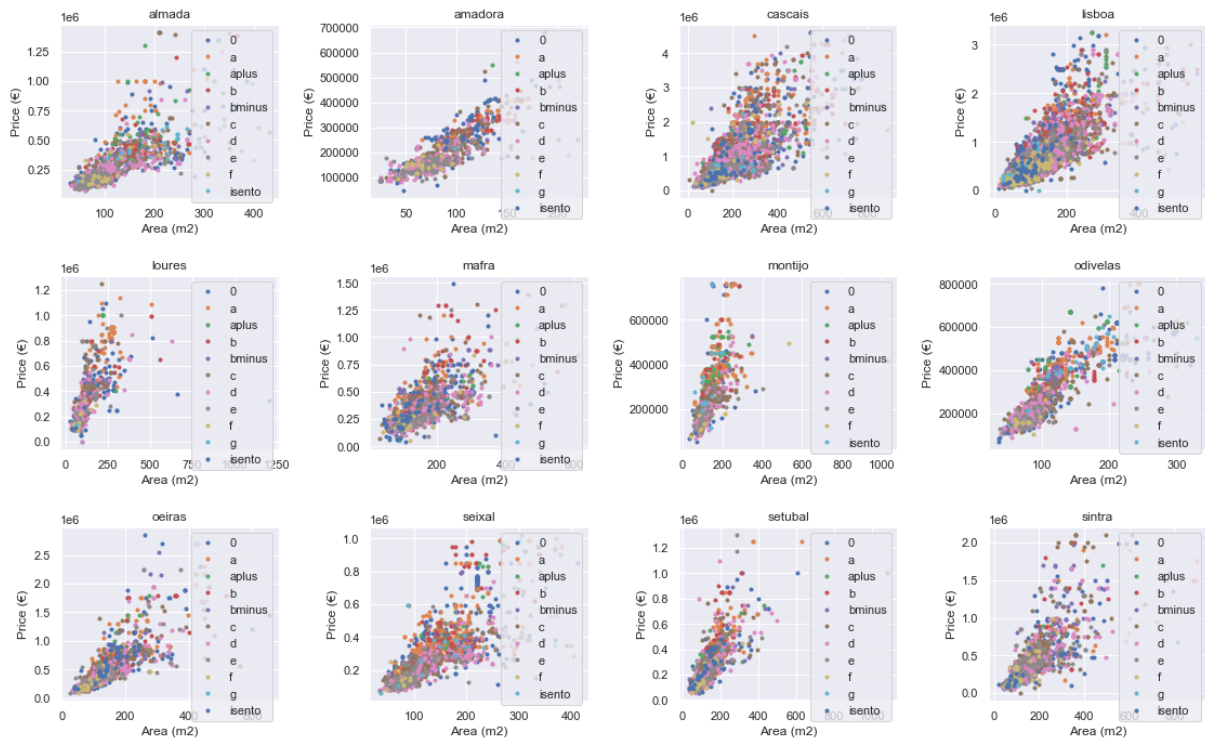 almada
1e6
1.25
1.00
0.75
0.50
0.25
Price (€)
100 200 300 400
Area (m2)
0
a
aplus
b
bminus
c
d
e
f
g
isento
amadora
700000
600000
500000
400000
300000
200000
100000
Price (€)
50 100 150 200
Area (m2)
0
a
aplus
b
bminus
c
d
e
f
g
isento
cascais
1e6
4
3
2
1
0
Price (€)
0 200 400 600 800
Area (m2)
0
a
aplus
b
bminus
c
d
e
f
g
isento
lisboa
1e6
3
2
1
0
Price (€)
0 200 400
Area (m2)
0
a
aplus
b
bminus
c
d
e
f
g
isento
loures
1e6
1.2
1.0
0.8
0.6
0.4
0.2
0.0
Price (€)
0 250 500 750 1000 1250
Area (m2)
0
a
aplus
b
bminus
c
d
e
f
g
isento
mafra
1e6
1.50
1.25
1.00
0.75
0.50
0.25
0.00
Price (€)
200 400 600
Area (m2)
0
a
aplus
b
bminus
c
d
e
f
g
isento
montijo
600000
400000
200000
Price (€)
0 200 400 600 800 1000
Area (m2)
0
a
aplus
b
bminus
c
d
e
f
isento
odivelas
800000
600000
400000
200000
Price (€)
100 200 300
Area (m2)
0
a
aplus
b
bminus
c
d
e
f
g
isento
oeiras
1e6
2.5
2.0
1.5
1.0
0.5
0.0
Price (€)
0 200 400 600
Area (m2)
0
a
aplus
b
bminus
c
d
e
f
g
isento
seixal
1e6
1.0
0.8
0.6
0.4
0.2
Price (€)
100 200 300 400
Area (m2)
0
a
aplus
b
bminus
c
d
e
f
g
isento
setubal
1e6
1.2
1.0
0.8
0.6
0.4
0.2
0.0
Price (€)
0 200 400 600 800 1000
Area (m2)
0
a
aplus
b
bminus
c
d
e
f
g
isento
sintra
1e6
2.0
1.5
1.0
0.5
0.0
Price (€)
0 200 400 600 800
Area (m2)
0
a
aplus
b
bminus
c
d
e
f
g
isento